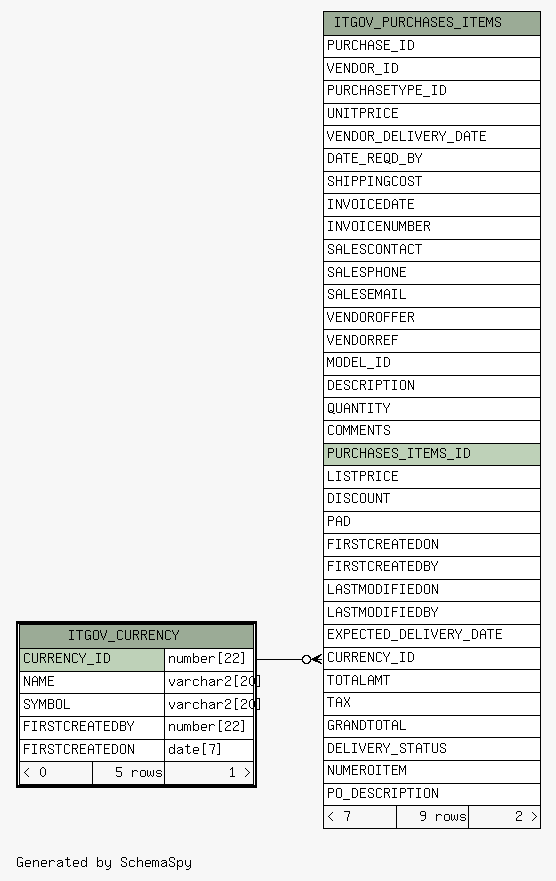 ITGOV_PURCHASES_ITEMS
PURCHASE_ID
VENDOR_ID
PURCHASETYPE_ID
UNITPRICE
VENDOR_DELIVERY_DATE
DATE_REQD_BY
SHIPPINGCOST
INVOICEDATE
INVOICENUMBER
SALESCONTACT
SALESPHONE
SALESEMAIL
VENDOROFFER
VENDORREF
MODEL_ID
DESCRIPTION
QUANTITY
COMMENTS
PURCHASES_ITEMS_ID
LISTPRICE
DISCOUNT
PAD
FIRSTCREATEDON
FIRSTCREATEDBY
LASTMODIFIEDON
LASTMODIFIEDBY
EXPECTED_DELIVERY_DATE
CURRENCY_ID
TOTALAMT
TAX
GRANDTOTAL
DELIVERY_STATUS
NUMEROITEM
PO_DESCRIPTION
< 7 9 rows 2 >
ITGOV_CURRENCY
CURRENCY_ID number[22]
NAME varchar2[20]
SYMBOL varchar2[20]
FIRSTCREATEDBY number[22]
FIRSTCREATEDON date[7]
< 0 5 rows 1 >
Generated by SchemaSpy